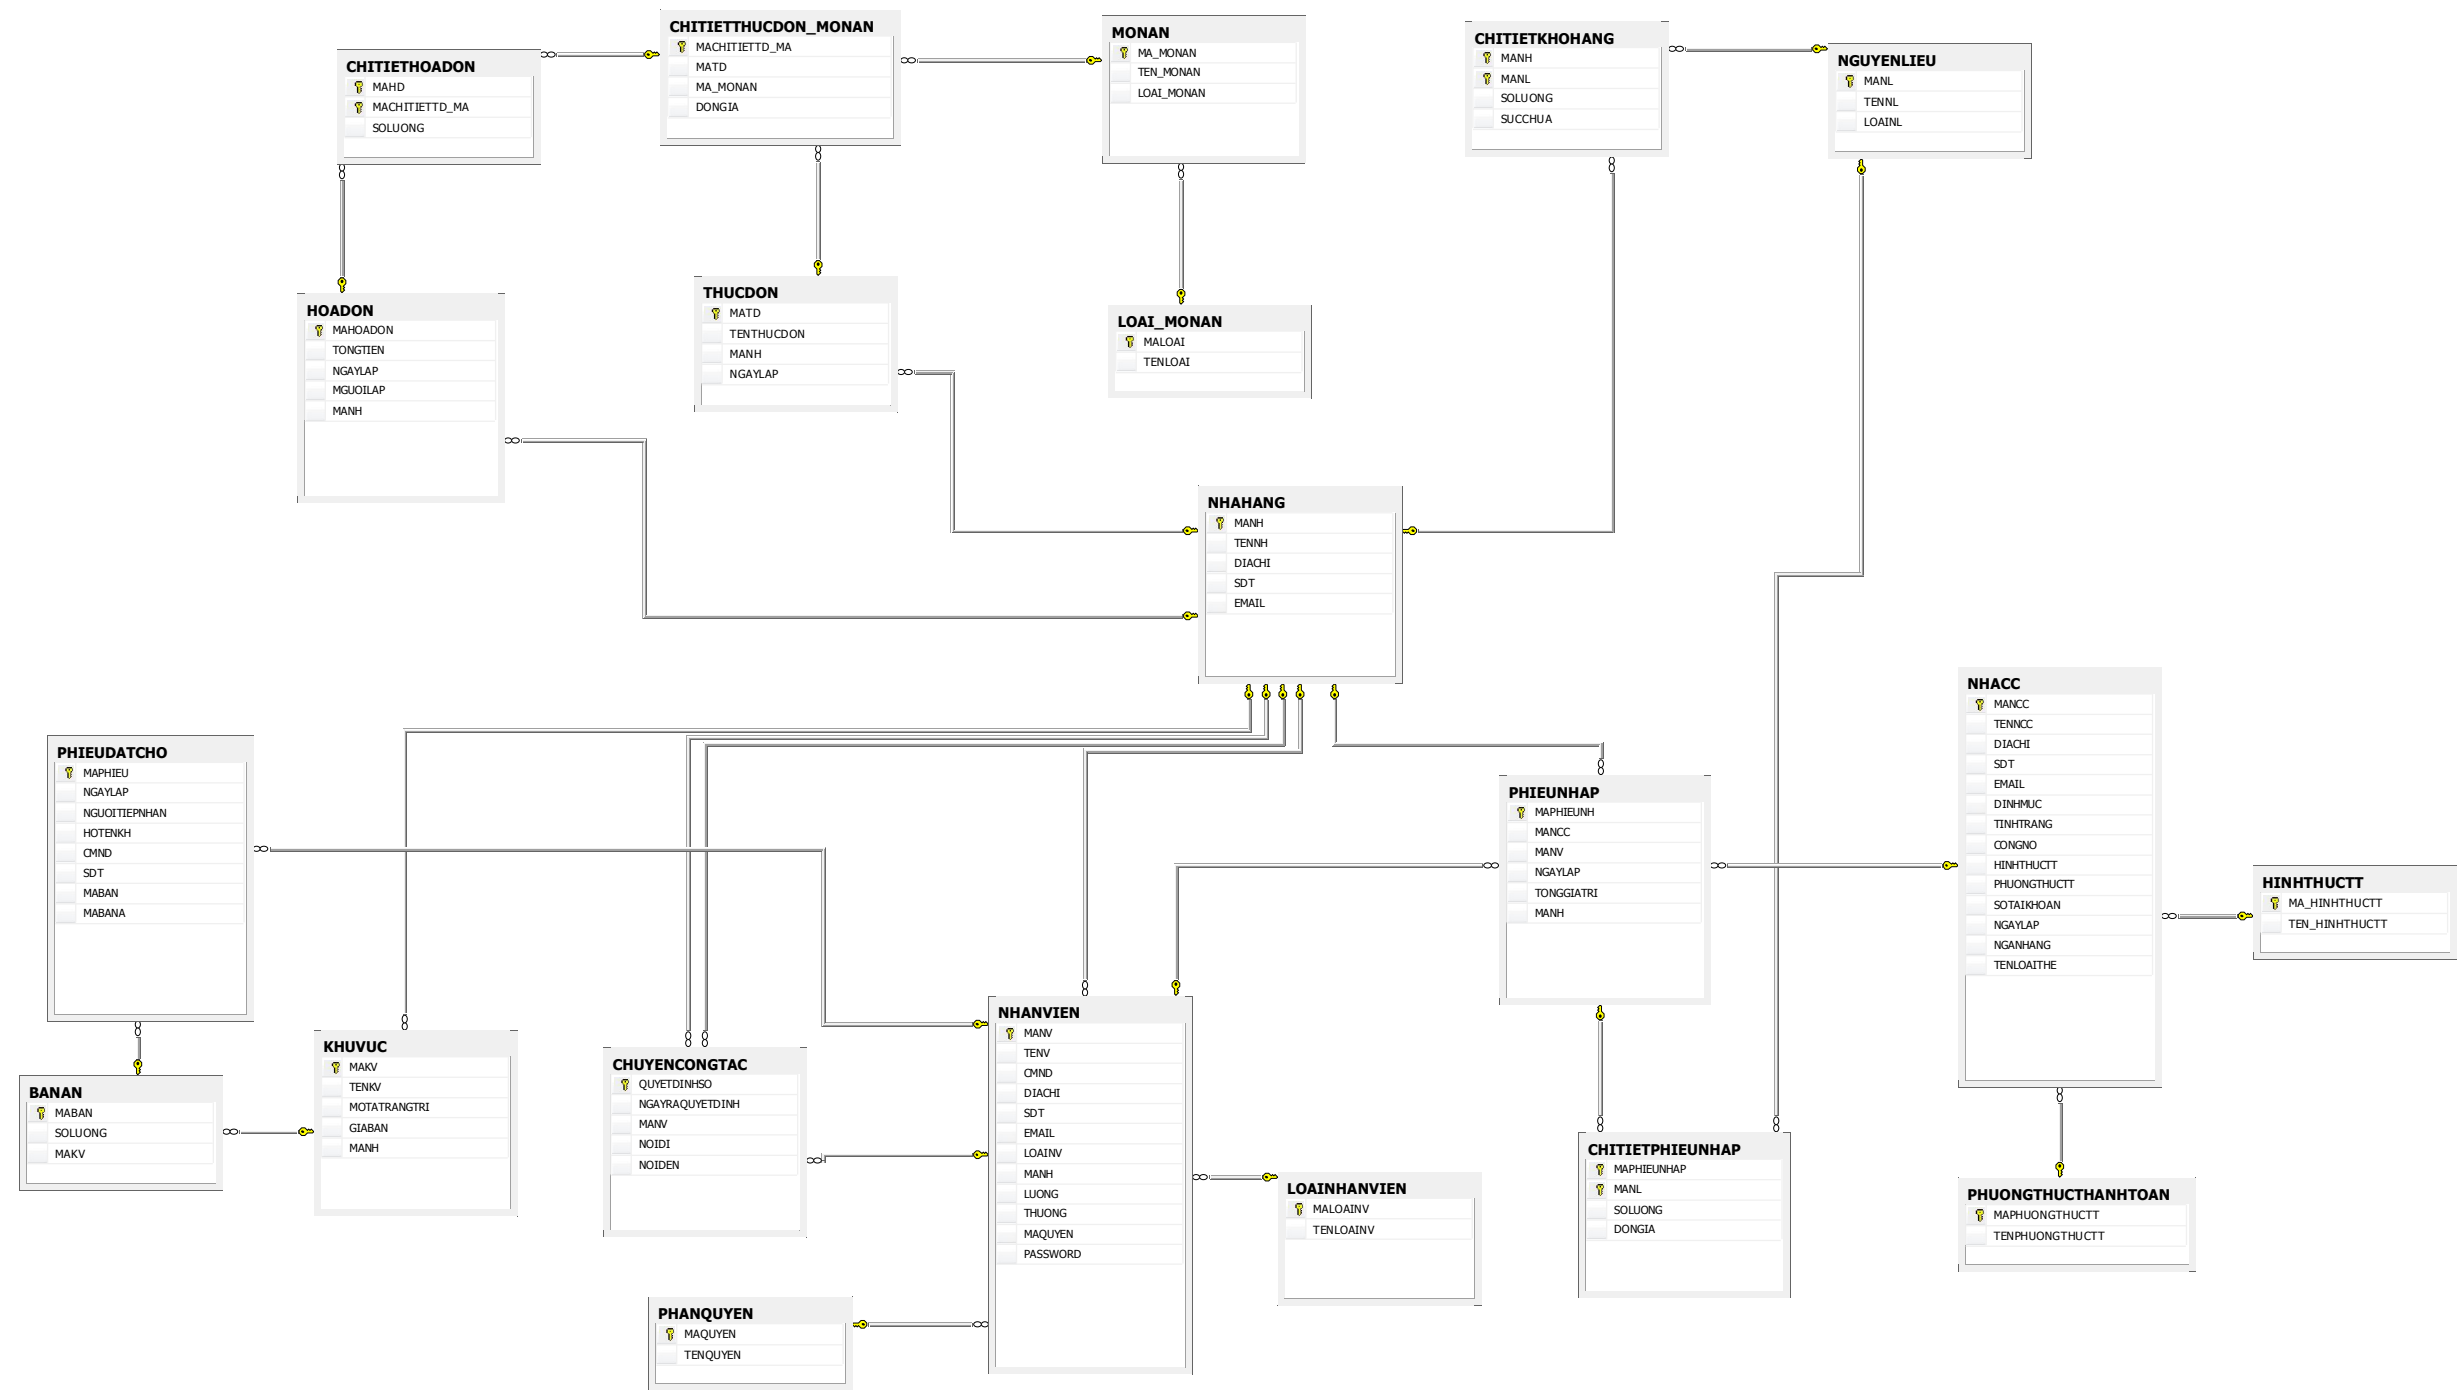 CHITIETHOADON
MAHD
MACHITIETTD_MA
SOLUONG
CHITIETTHUCDON_MONAN
MACHITIETTD_MA
MATD
MA_MONAN
DONGIA
MONAN
MA_MONAN
TEN_MONAN
LOAI_MONAN
CHITIETKHOHANG
MANH
MANL
SOLUONG
SUCCHUA
NGUYENLIEU
MANL
TENNL
LOAINL
HOADON
MAHOADON
TONGTIEN
NGAYLAP
MGUOILAP
MANH
THUCDON
MATD
TENTHUCDON
MANH
NGAYLAP
LOAI_MONAN
MALOAI
TENLOAI
NHAHANG
MANH
TENNH
DIACHI
SDT
EMAIL
PHIEUDATCHO
MAPHIEU
NGAYLAP
NGUOITIEPNHAN
HOTENKH
CMND
SDT
MABAN
MABANA
PHIEUNHAP
MAPHIEUNH
MANCC
MANV
NGAYLAP
TONGGIATRI
MANH
NHACC
MANCC
TENNCC
DIACHI
SDT
EMAIL
DINHMUC
TINHTRANG
CONGNO
HINHTHUCTT
PHUONGTHUCTT
SOTAIKHOAN
NGAYLAP
NGANHANG
TENLOAITHE
HINHTHUCTT
MA_HINHTHUCTT
TEN_HINHTHUCTT
BANAN
MABAN
SOLUONG
MAKV
KHUVUC
MAKV
TENKV
MOTATRANGTRI
GIABAN
MANH
CHUYENCONGTAC
QUYETDINHSO
NGAYRAQUYETDINH
MANV
NOIDI
NOIDEN
NHANVIEN
MANV
TENV
CMND
DIACHI
SDT
EMAIL
LOAINV
MANH
LUONG
THUONG
MAQUYEN
PASSWORD
LOAINHANVIEN
MALOAINV
TENLOAINV
CHITIETPHIEUNHAP
MAPHIEUNHAP
MANL
SOLUONG
DONGIA
PHUONGTHUCTHANHTOAN
MAPHUONGTHUCTT
TENPHUONGTHUCTT
PHANQUYEN
MAQUYEN
TENQUYEN